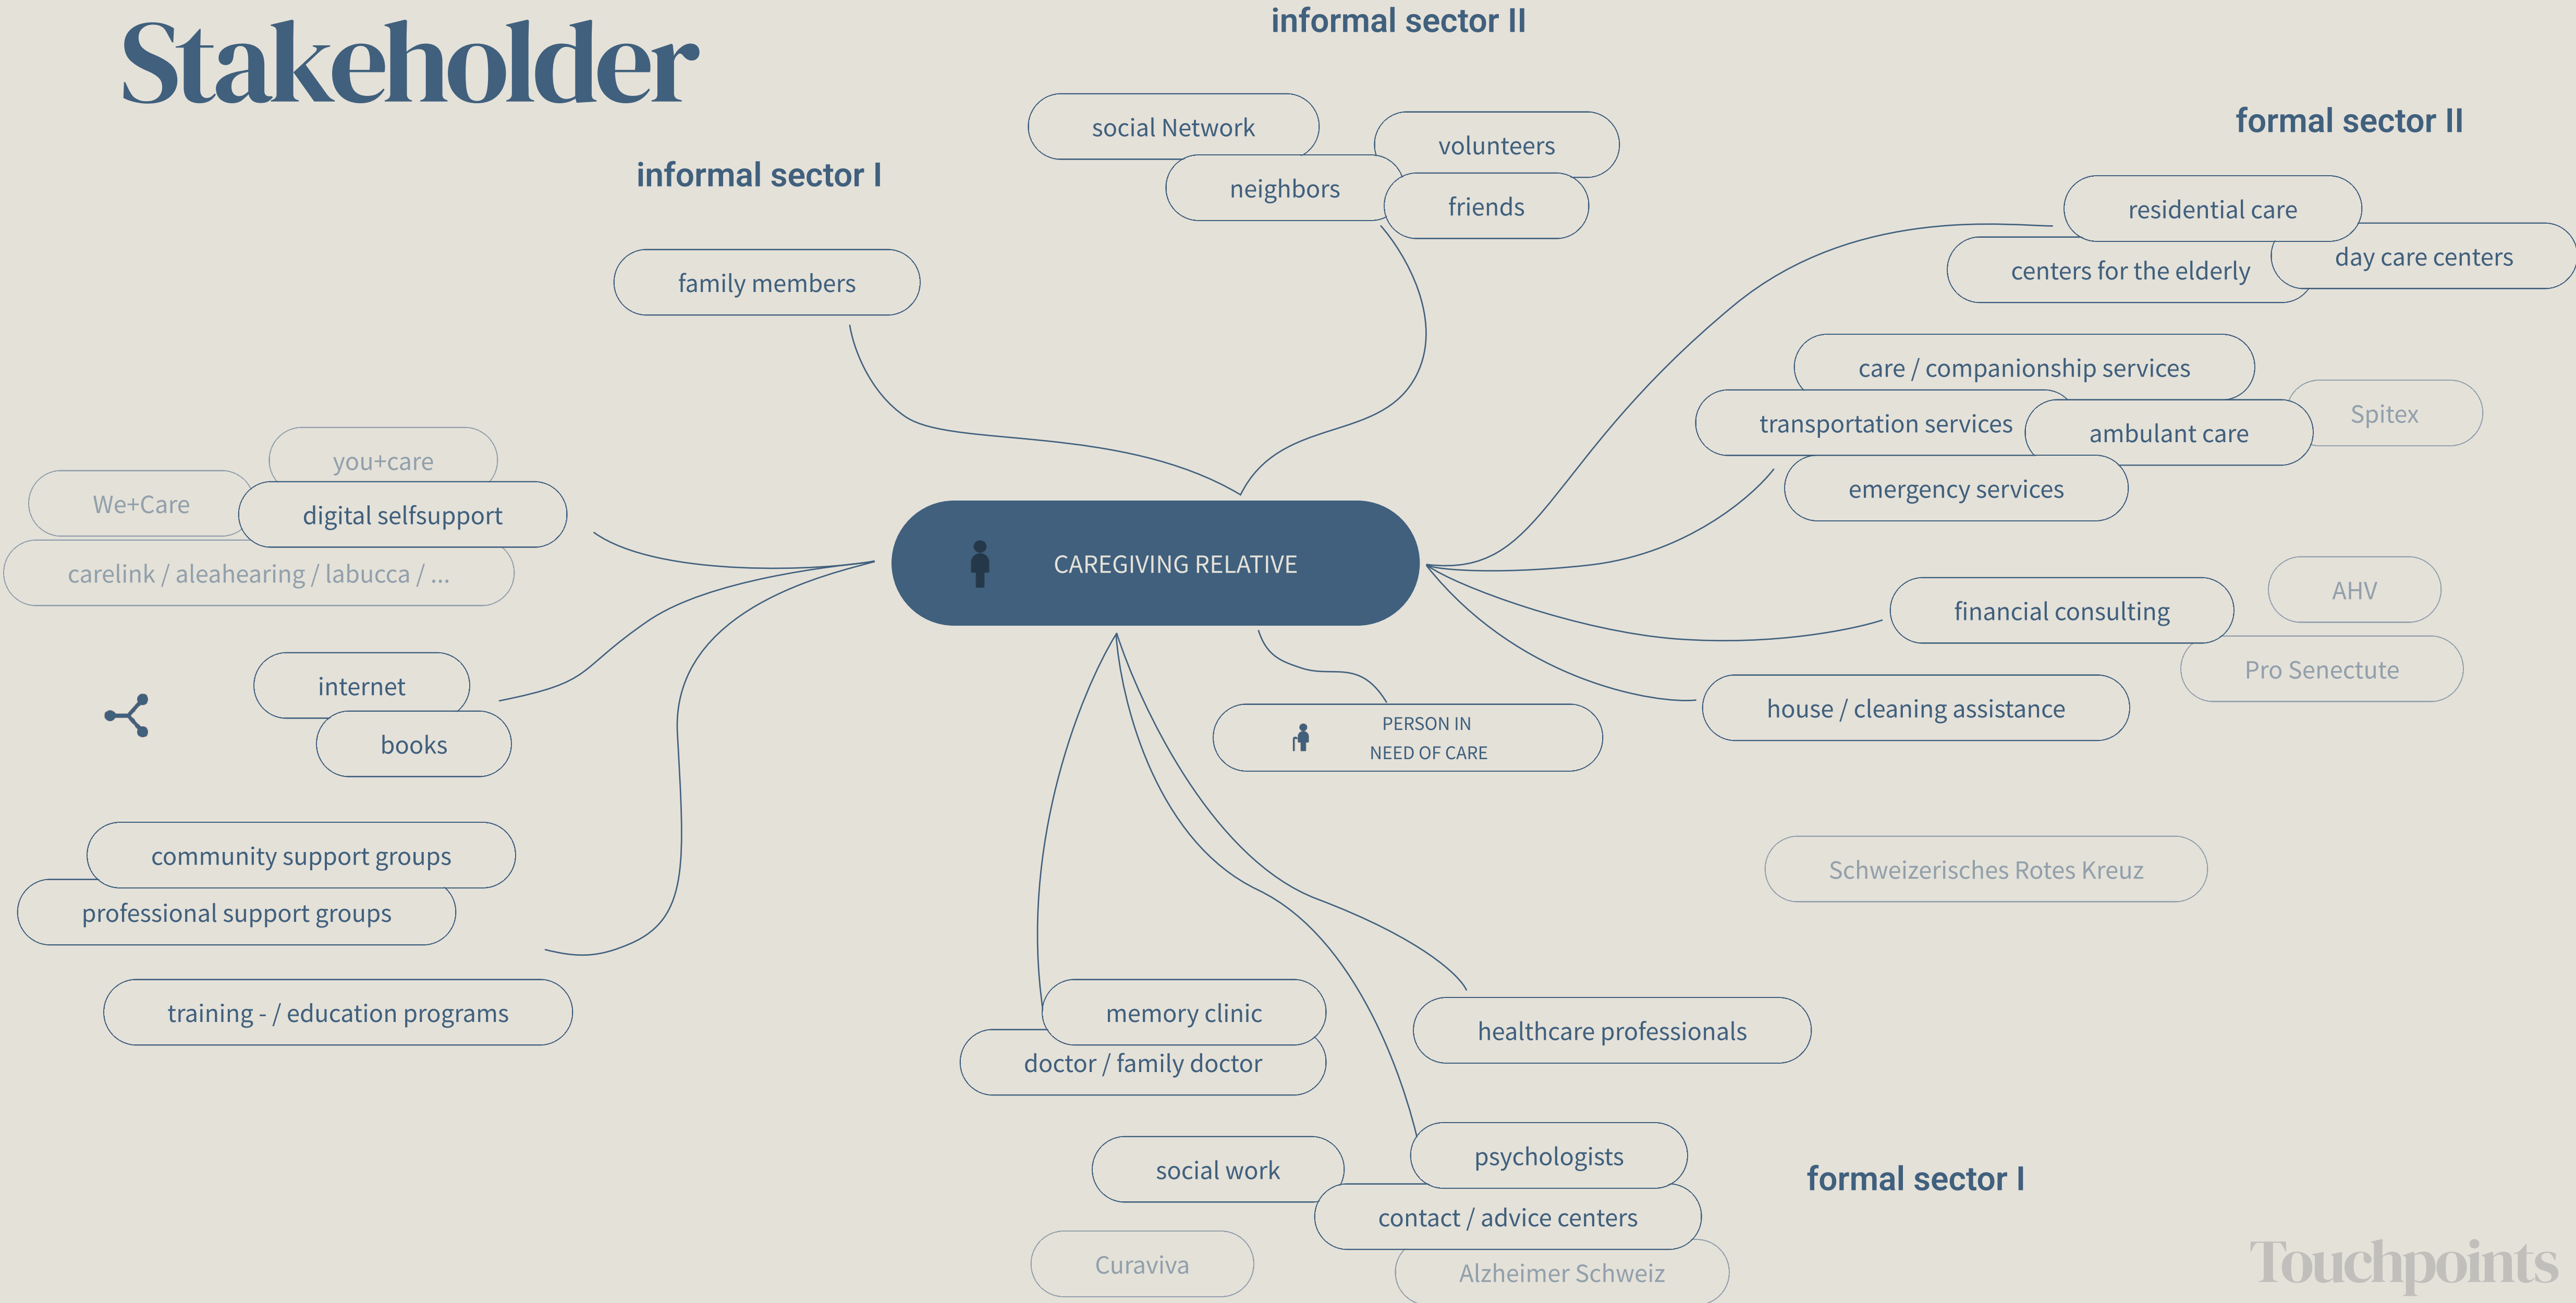 Stakeholder
informal sector II
formal sector II
informal sector I
social Network
volunteers
neighbors
friends
family members
residential care
centers for the elderly
day care centers
care / companionship services
transportation services
ambulant care
Spitex
emergency services
you+care
We+Care
digital selfsupport
carelink / aleahearing / labucca / ...
CAREGIVING RELATIVE
AHV
financial consulting
Pro Senectute
house / cleaning assistance
internet
books
PERSON IN
NEED OF CARE
community support groups
professional support groups
training - / education programs
Schweizerisches Rotes Kreuz
memory clinic
doctor / family doctor
healthcare professionals
social work
psychologists
contact / advice centers
formal sector I
Curaviva
Alzheimer Schweiz
Touchpoints